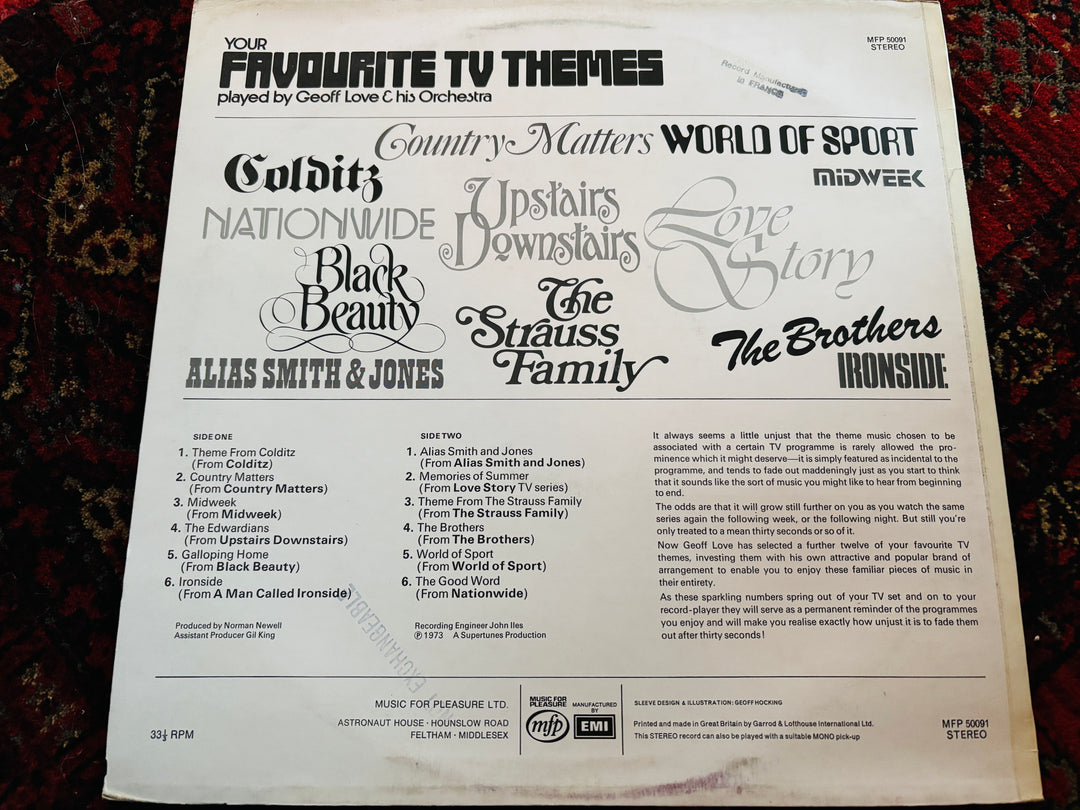 YOUR
FAVOURITE TV THEMES
played by Geoff Love & his Orchestra
MFP 50091
STEREO
Record Manufactured
in FRANCE
Country Matters
WORLD OF SPORT
Colditz
MIDWEEK
NATIONWIDE
Upstairs
Downstairs
Love
Story
Black
Beauty
The
Strauss
Family
The Brothers
ALIAS SMITH & JONES
IRONSIDE
SIDE ONE
1. Theme From Colditz
(From Colditz)
2. Country Matters
(From Country Matters)
3. Midweek
(From Midweek)
4. The Edwardians
(From Upstairs Downstairs)
5. Galloping Home
(From Black Beauty)
6. Ironside
(From A Man Called Ironside)
Produced by Norman Newell
Assistant Producer Gil King
SIDE TWO
1. Alias Smith and Jones
(From Alias Smith and Jones)
2. Memories of Summer
(From Love Story TV series)
3. Theme From The Strauss Family
(From The Strauss Family)
4. The Brothers
(From The Brothers)
5. World of Sport
(From World of Sport)
6. The Good Word
(From Nationwide)
Recording Engineer John Iles
℗ 1973 A Supertunes Production
It always seems a little unjust that the theme music chosen to be
associated with a certain TV programme is rarely allowed the pro-
minence which it might deserve—it is simply featured as incidental to the
programme, and tends to fade out maddeningly just as you start to think
that it sounds like the sort of music you might like to hear from beginning
to end.
The odds are that it will grow still further on you as you watch the same
series again the following week, or the following night. But still you're
only treated to a mean thirty seconds or so of it.
Now Geoff Love has selected a further twelve of your favourite TV
themes, investing them with his own attractive and popular brand of
arrangement to enable you to enjoy these familiar pieces of music in
their entirety.
As these sparkling numbers spring out of your TV set and on to your
record-player they will serve as a permanent reminder of the programmes
you enjoy and will make you realise exactly how unjust it is to fade them
out after thirty seconds!
EXCHANGEABLE
33⅓ RPM
MUSIC FOR PLEASURE LTD.
ASTRONAUT HOUSE · HOUNSLOW ROAD
FELTHAM · MIDDLESEX
MUSIC FOR
PLEASURE
mfp
MANUFACTURED
BY
EMI
SLEEVE DESIGN & ILLUSTRATION: GEOFF HOCKING
Printed and made in Great Britain by Garrod & Lofthouse International Ltd.
This STEREO record can also be played with a suitable MONO pick-up
MFP 50091
STEREO